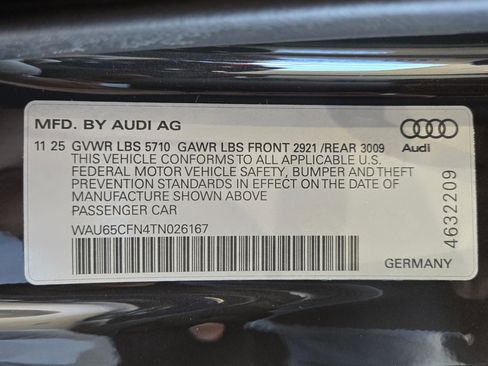 MFD. BY AUDI AG
Audi
11 25 GVWR LBS 5710 GAWR LBS FRONT 2921 /REAR 3009
THIS VEHICLE CONFORMS TO ALL APPLICABLE U.S.
FEDERAL MOTOR VEHICLE SAFETY, BUMPER AND THEFT
PREVENTION STANDARDS IN EFFECT ON THE DATE OF
MANUFACTURE SHOWN ABOVE
PASSENGER CAR
WAU65CFN4TN026167
4632209
GERMANY